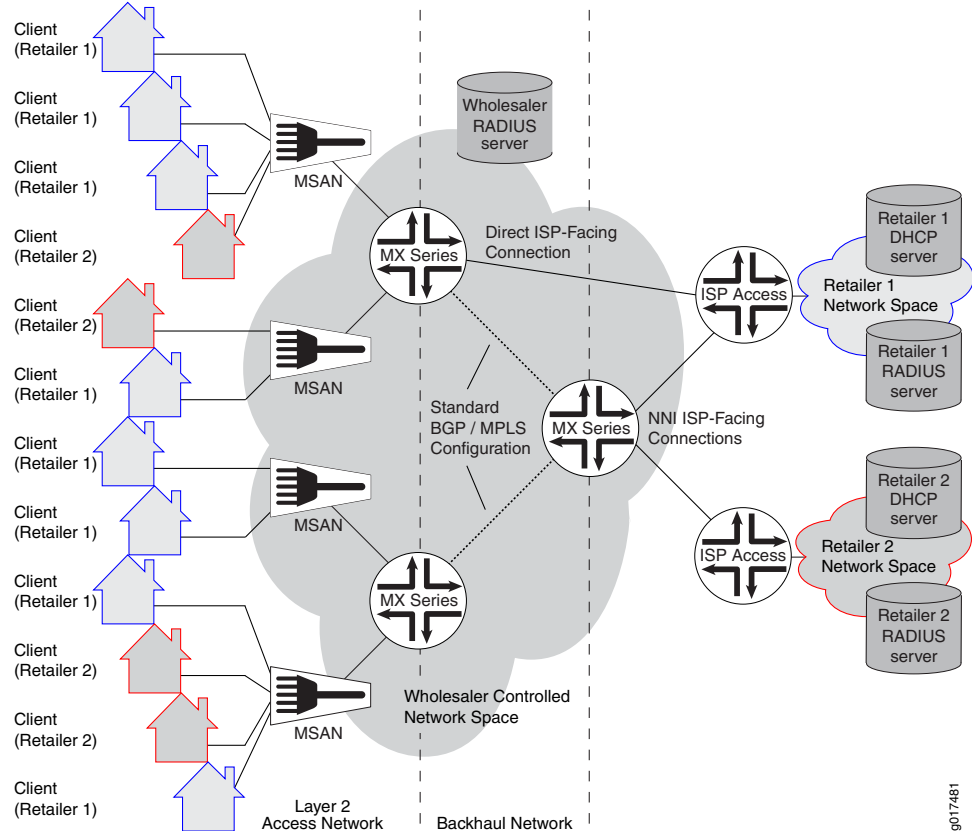 Client
(Retailer 1)
Client
(Retailer 1)
Client
(Retailer 1)
Client
(Retailer 2)
Client
(Retailer 2)
Client
(Retailer 1)
Client
(Retailer 1)
Client
(Retailer 1)
Client
(Retailer 1)
Client
(Retailer 2)
Client
(Retailer 2)
Client
(Retailer 1)
MSAN
MSAN
MSAN
MSAN
Layer 2
Access Network
Wholesaler
RADIUS
server
MX Series
Direct ISP-Facing
Connection
Standard
BGP / MPLS
Configuration
MX Series
MX Series
NNI ISP-Facing
Connections
Wholesaler Controlled
Network Space
Backhaul Network
ISP Access
Retailer 1
DHCP
server
Retailer 1
Network Space
Retailer 1
RADIUS
server
ISP Access
Retailer 2
DHCP
server
Retailer 2
Network Space
Retailer 2
RADIUS
server
g017481